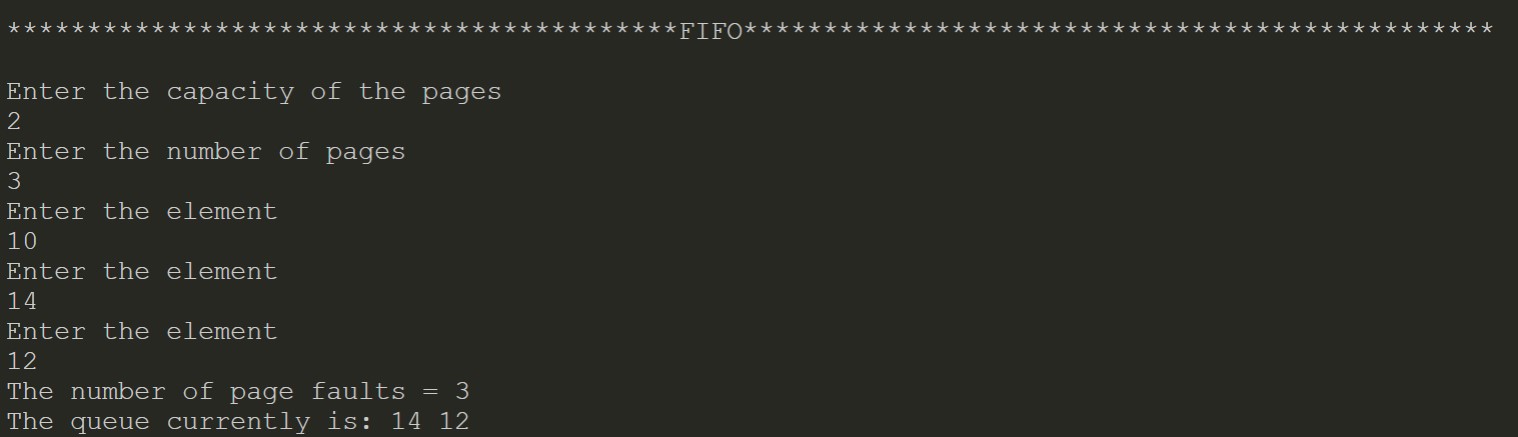 ******************************************FIFO***********************************************
Enter the capacity of the pages
2
Enter the number of pages
3
Enter the element
10
Enter the element
14
Enter the element
12
The number of page faults = 3
The queue currently is: 14 12